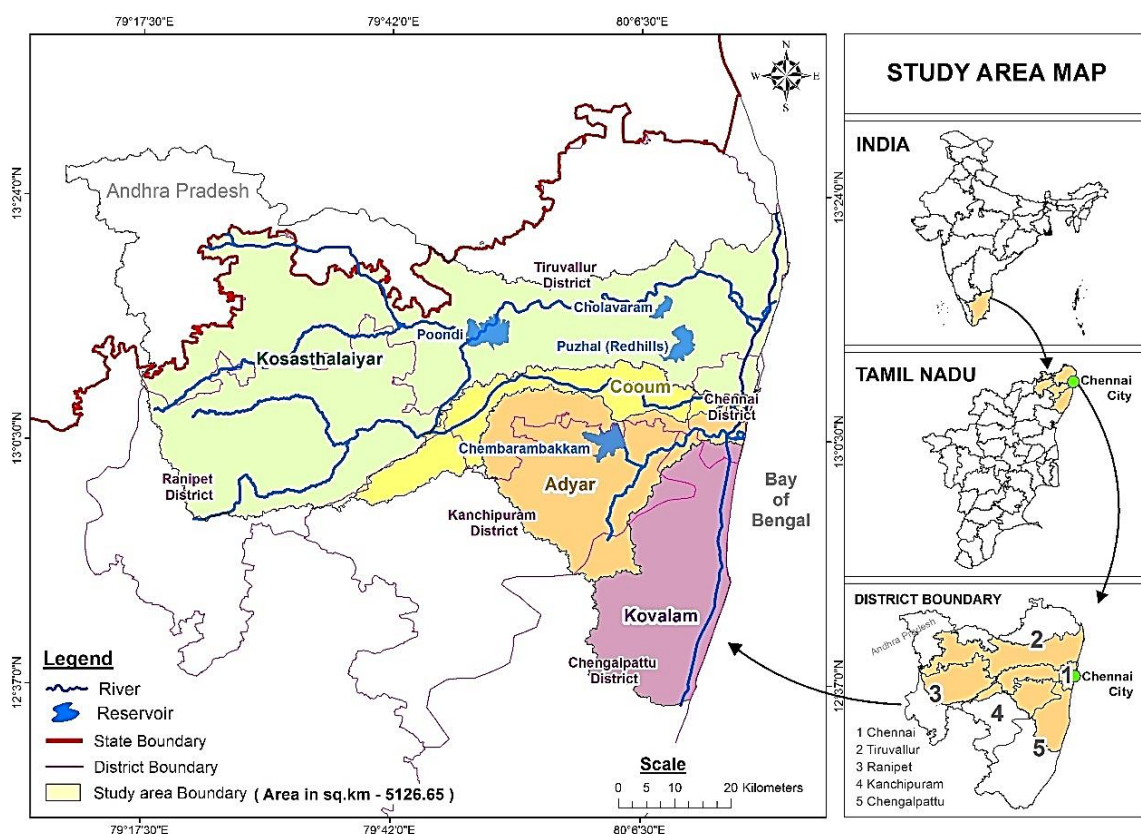 79°17'30"E
79°42'0"E
80°6'30"E
13°24'0"N
13°0'30"N
12°37'0"N
N
W
E
S
Andhra Pradesh
Tiruvallur
District
Cholavaram
Poondi
Puzhal (Redhills)
Kosasthalaiyar
Cooum
Chennai
District
Chembarambakkam
Ranipet
District
Adyar
Kanchipuram
District
Bay
of
Bengal
Kovalam
Chengalpattu
District
Legend
River
Reservoir
State Boundary
District Boundary
Study area Boundary ( Area in sq.km - 5126.65 )
Scale
0 5 10 20 Kilometers
79°17'30"E
79°42'0"E
80°6'30"E
13°24'0"N
13°0'30"N
12°37'0"N
STUDY AREA MAP
INDIA
TAMIL NADU
Chennai
City
DISTRICT BOUNDARY
Andhra Pradesh
2
1
Chennai
City
3
4
5
1 Chennai
2 Tiruvallur
3 Ranipet
4 Kanchipuram
5 Chengalpattu